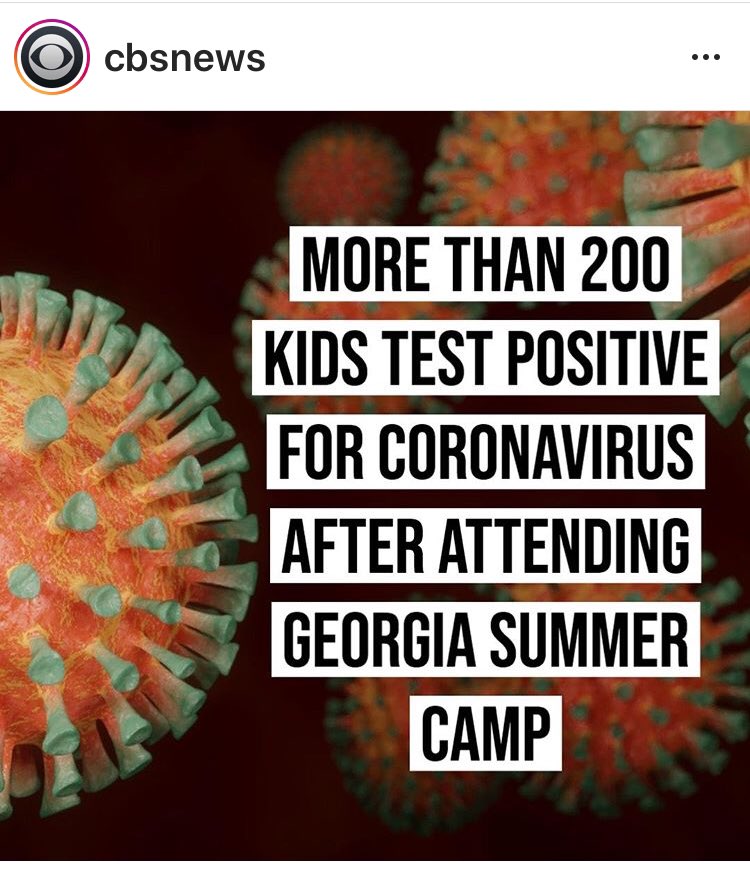 cbsnews
MORE THAN 200
KIDS TEST POSITIVE
FOR CORONAVIRUS
AFTER ATTENDING
GEORGIA SUMMER
CAMP